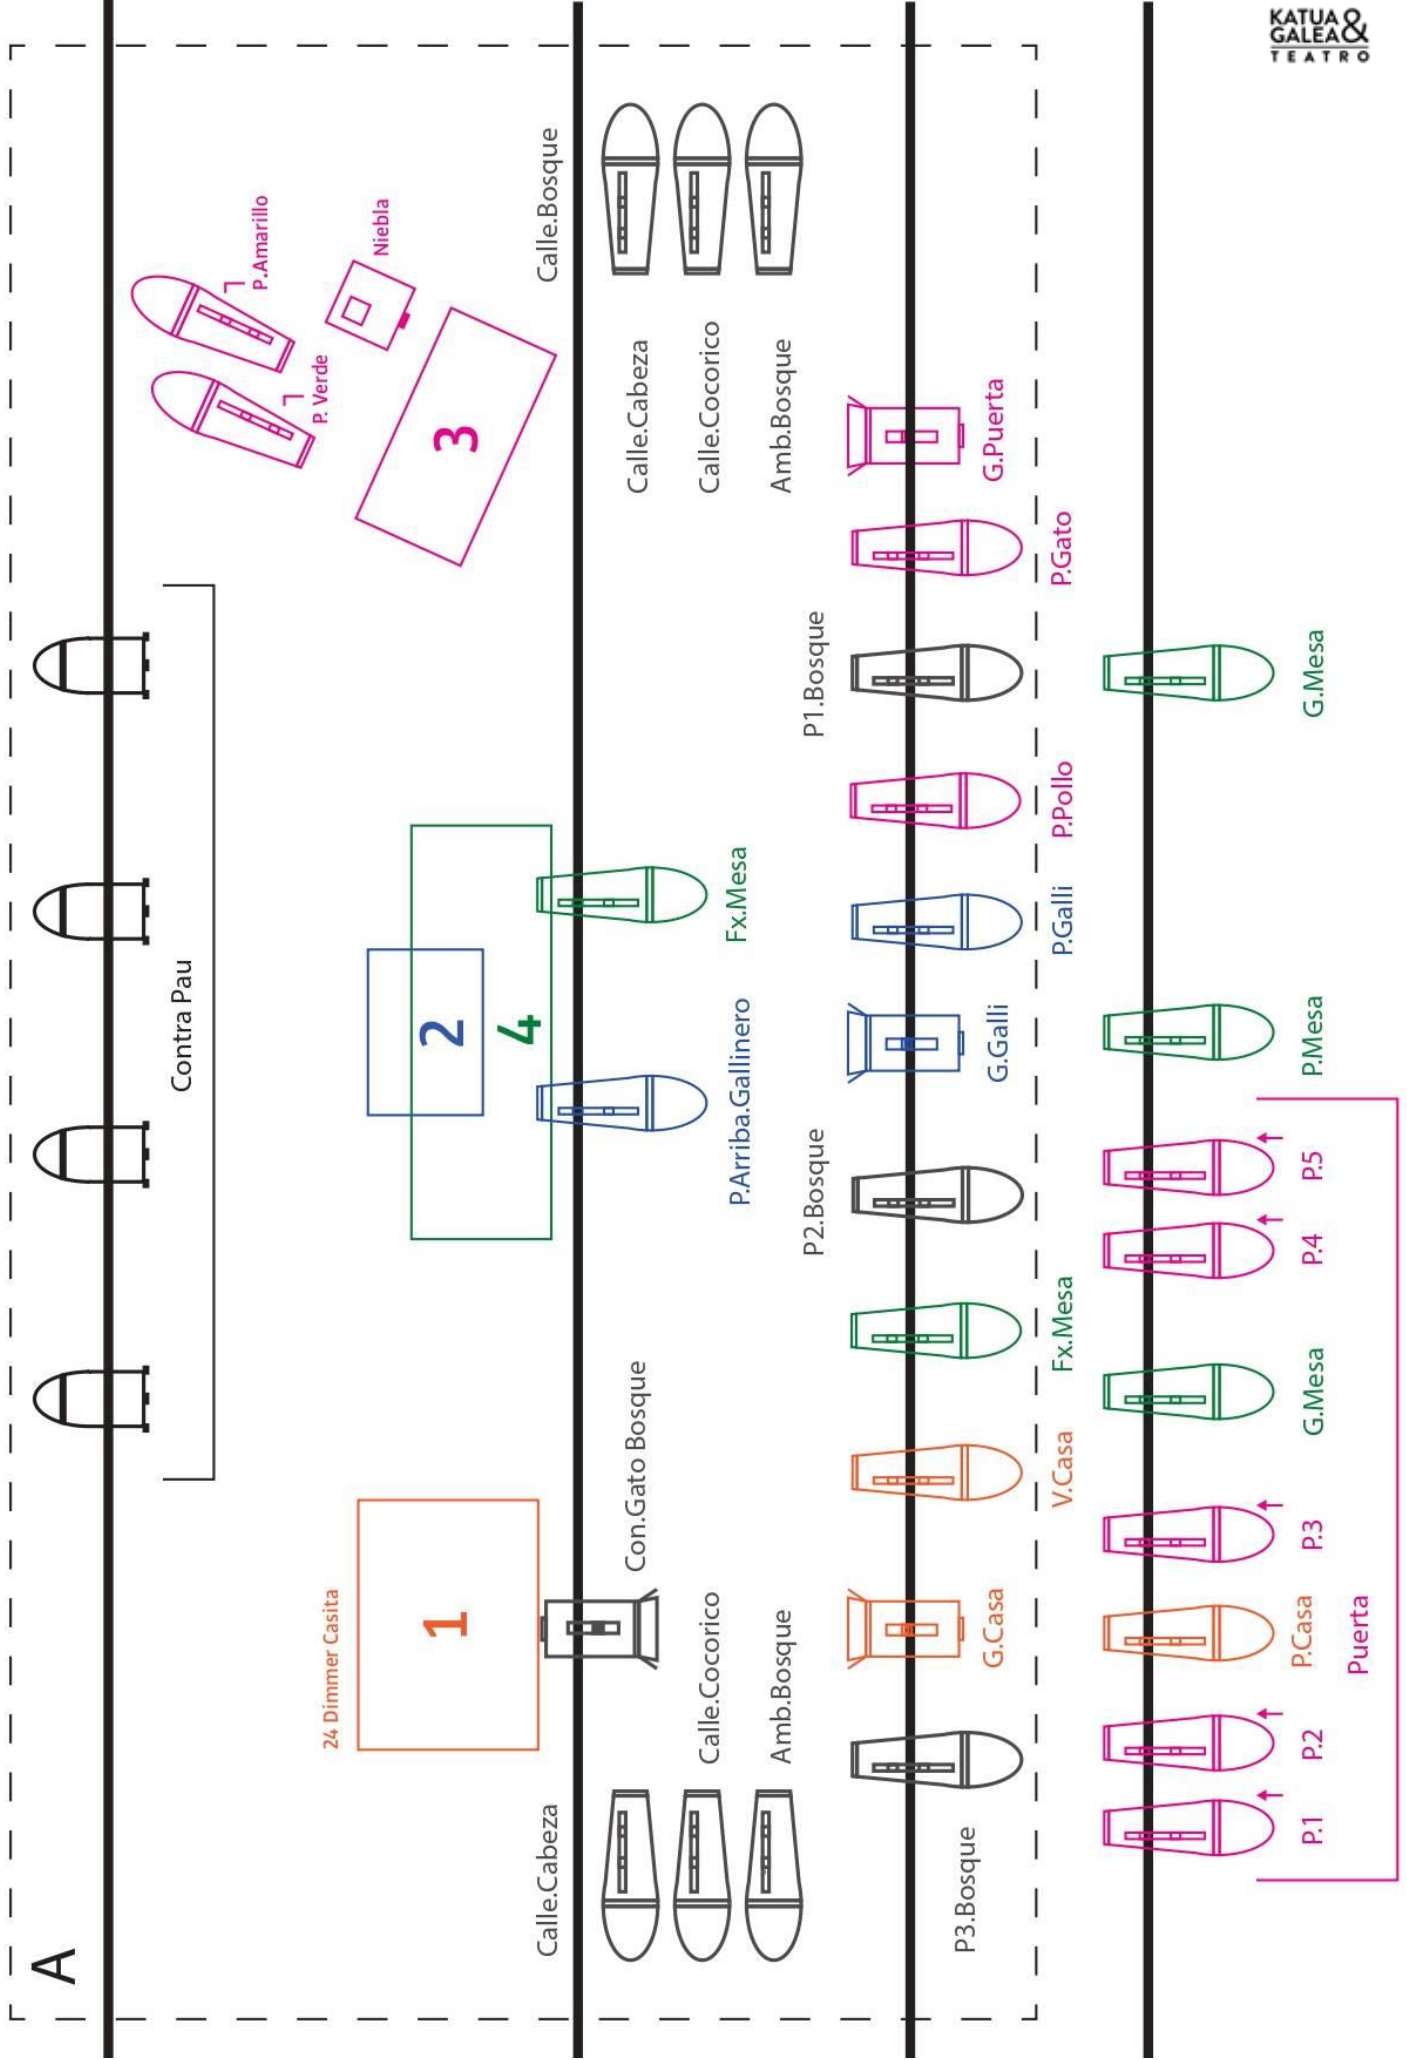 KATUA &
GALEA
TEATRO
A
Contra Pau
P.Amarillo
P. Verde
Niebla
3
24 Dimmer Casita
1
2
4
Calle.Bosque
Calle.Cabeza
Calle.Cocorico
Amb.Bosque
Calle.Cabeza
Calle.Cocorico
Amb.Bosque
Con.Gato Bosque
P.Arriba.Gallinero
Fx.Mesa
P3.Bosque
G.Casa
V.Casa
Fx.Mesa
P2.Bosque
G.Galli
P.Galli
P.Pollo
P1.Bosque
P.Gato
G.Puerta
P.1
P.2
P.Casa
P.3
G.Mesa
P.4
P.5
P.Mesa
G.Mesa
Puerta